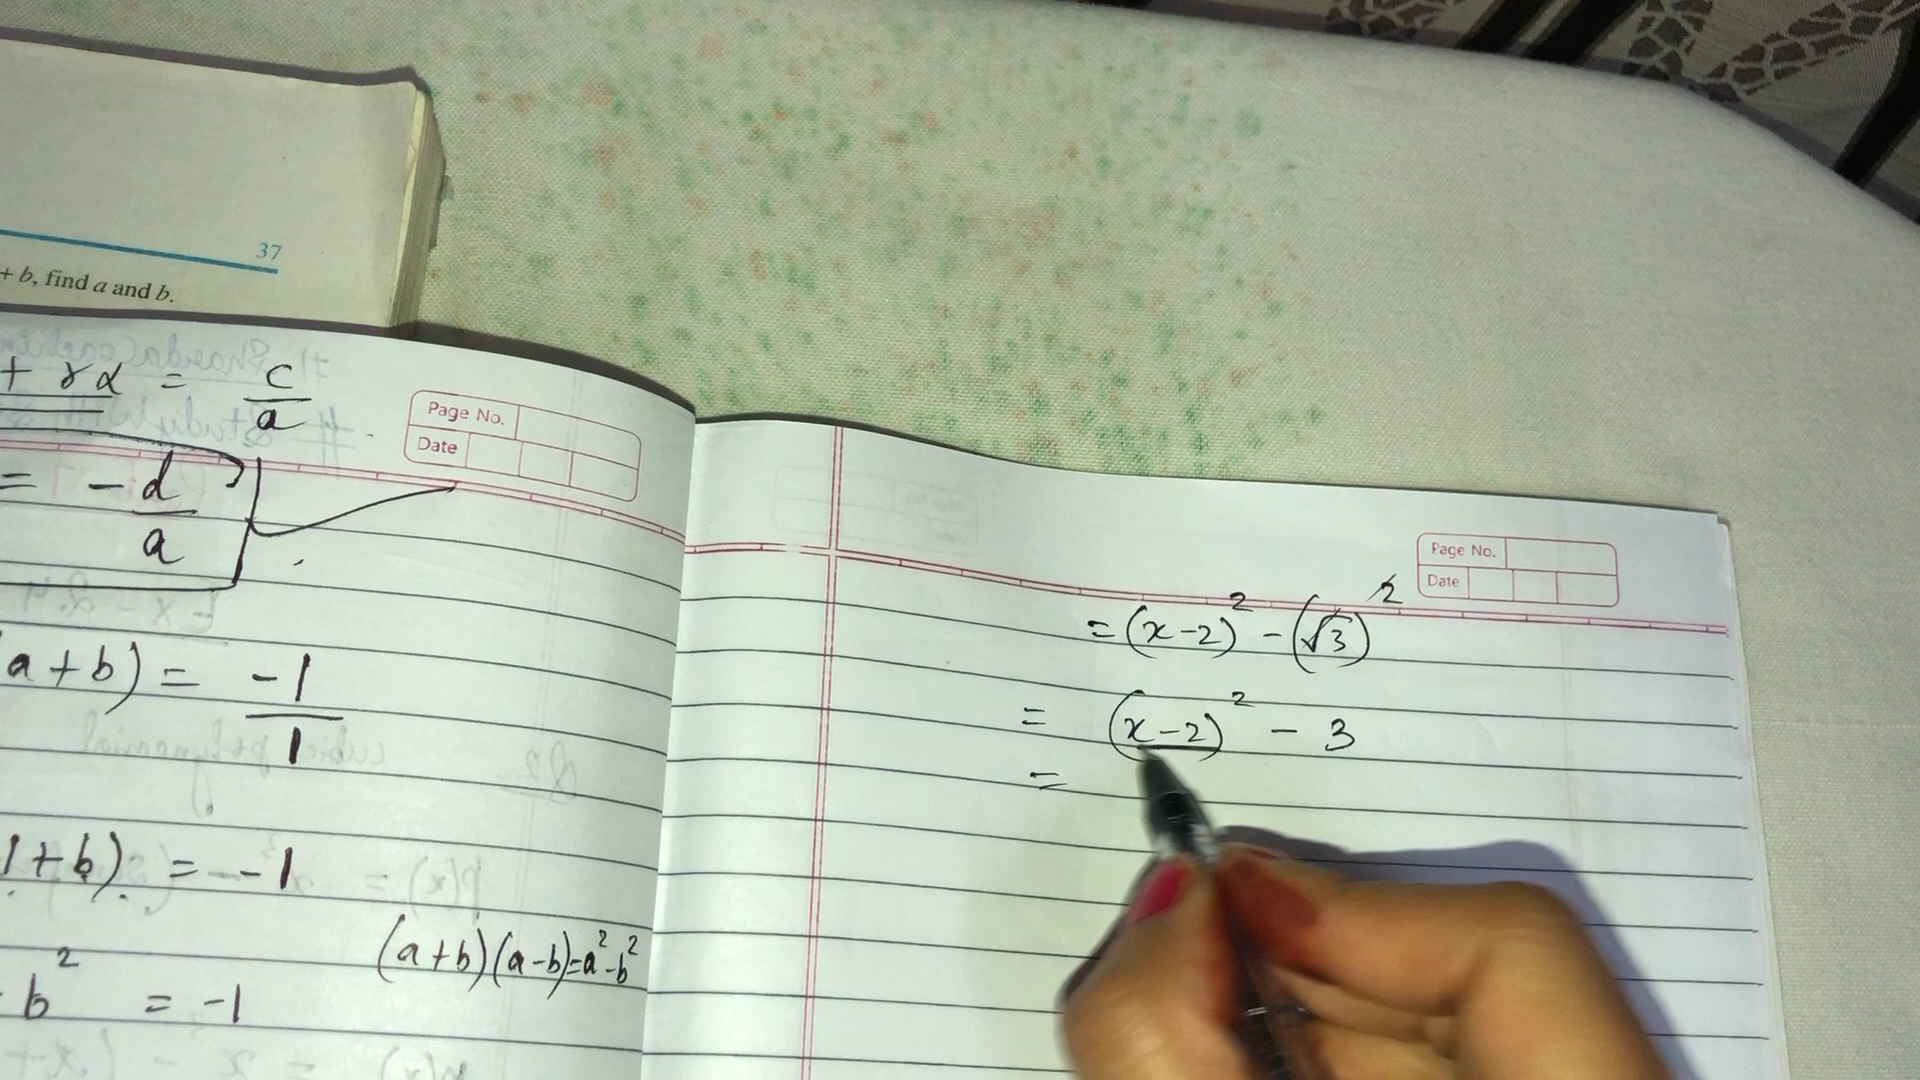 37
+ b, find a and b.
+ γα = c/a
Page No.
Date
= -d/a
(a+b) = -1/1
1+b) = -1
(a+b)(a-b)=a²-b²
b² = -1
Page No.
Date
=(x-2)² -(√3)²
= (x-2)² - 3
=